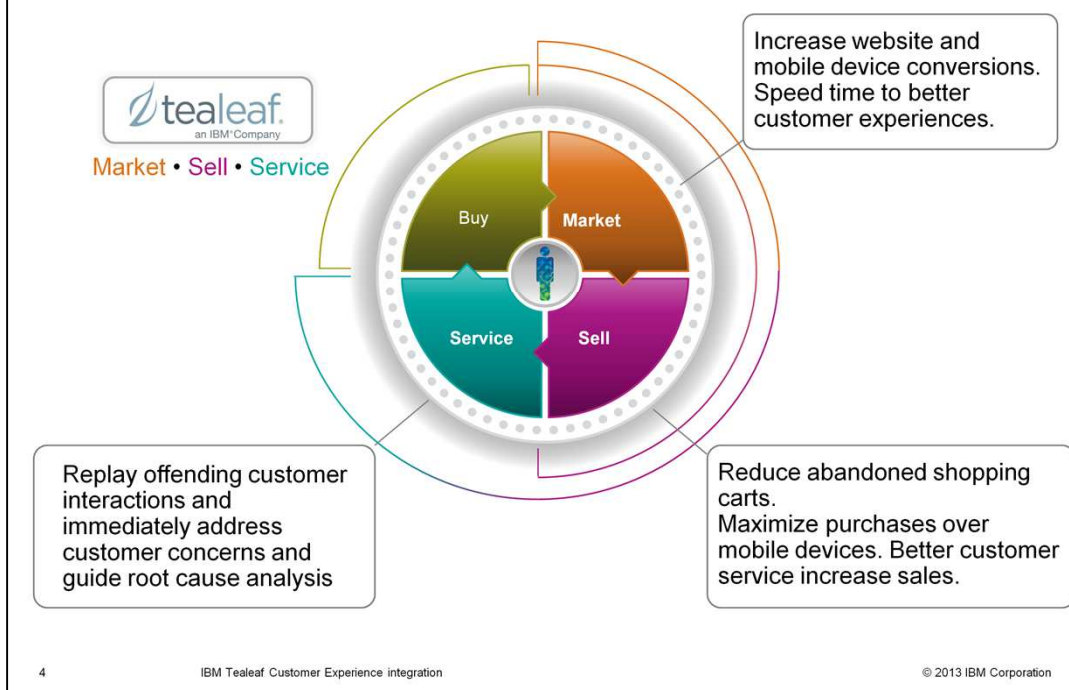 Increase website and
mobile device conversions.
Speed time to better
customer experiences.
tealeaf.
an IBM® Company
Market • Sell • Service
Buy
Market
Service
Sell
Replay offending customer
interactions and
immediately address
customer concerns and
guide root cause analysis
Reduce abandoned shopping
carts.
Maximize purchases over
mobile devices. Better customer
service increase sales.
4
IBM Tealeaf Customer Experience integration
© 2013 IBM Corporation